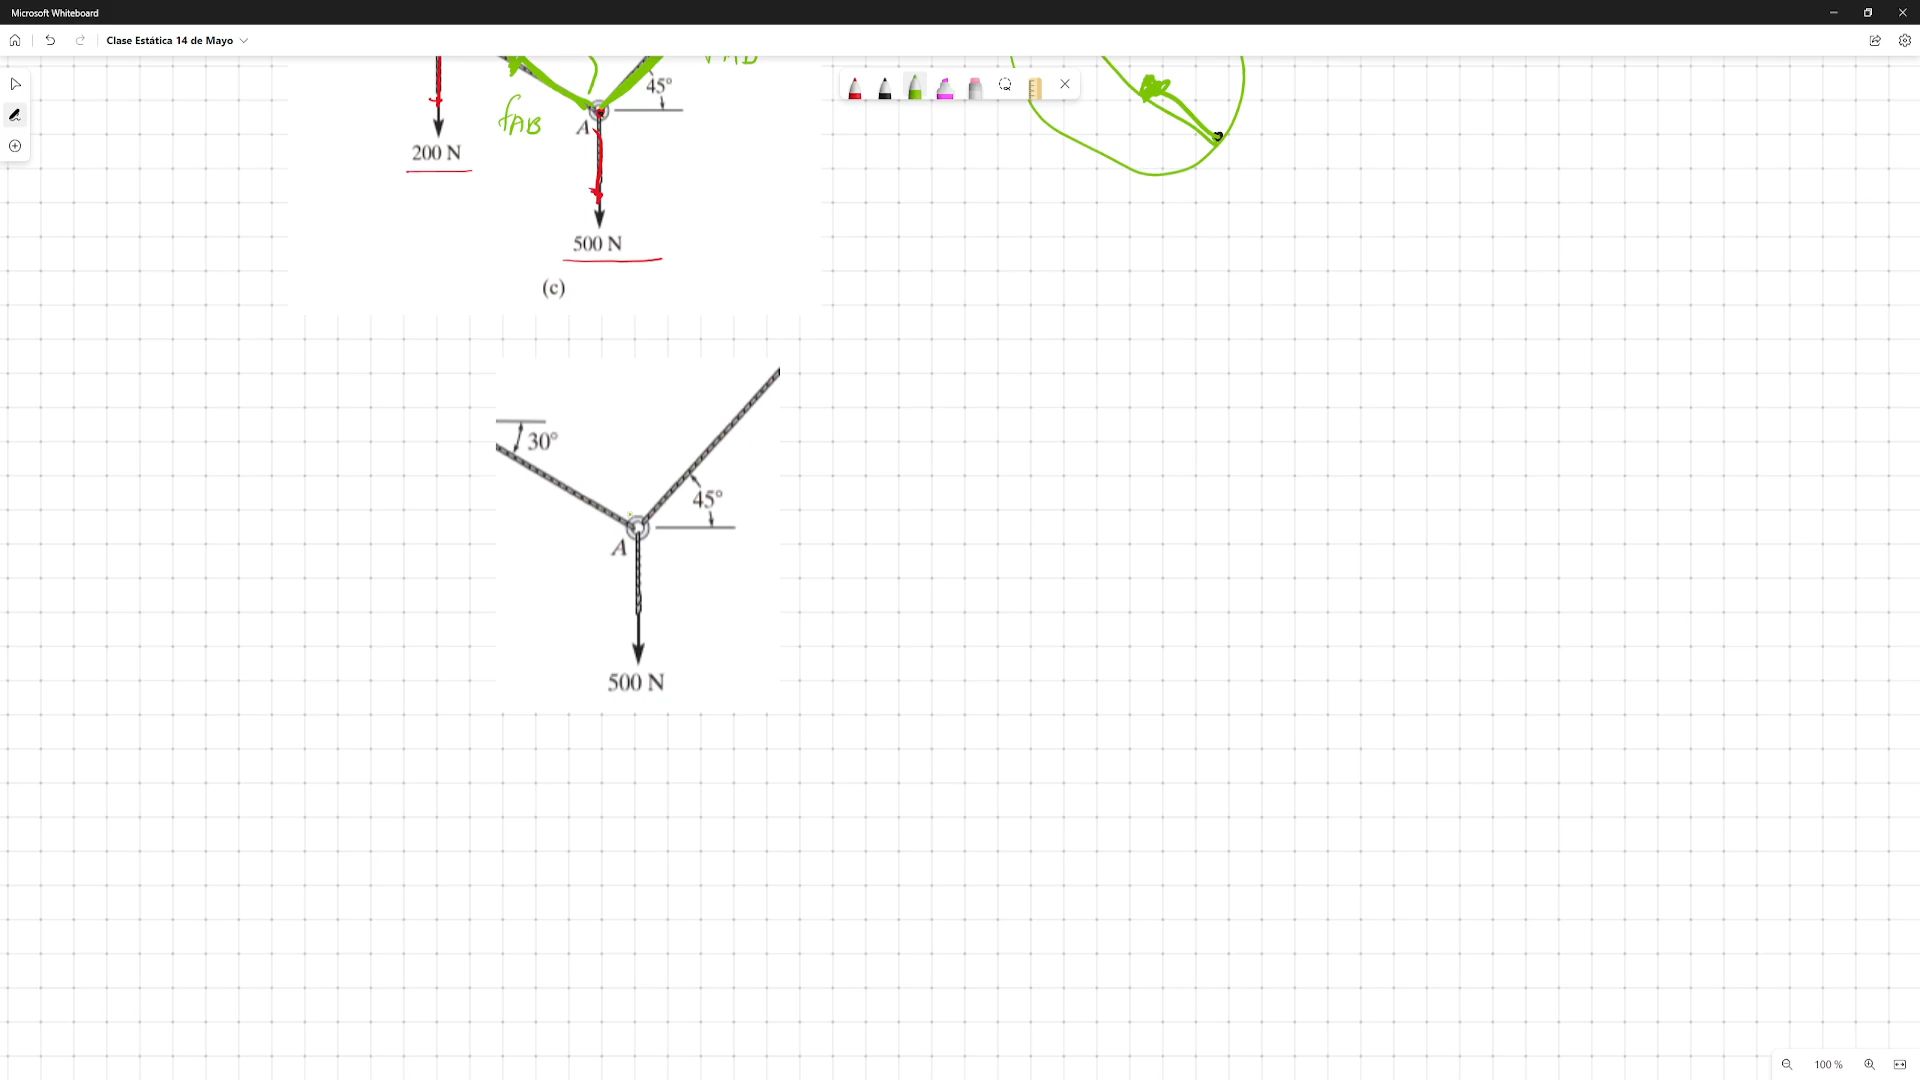 Microsoft Whiteboard
Clase Estática 14 de Mayo
45°
fAB
A
200 N
500 N
(c)
30°
45°
A
500 N
100 %